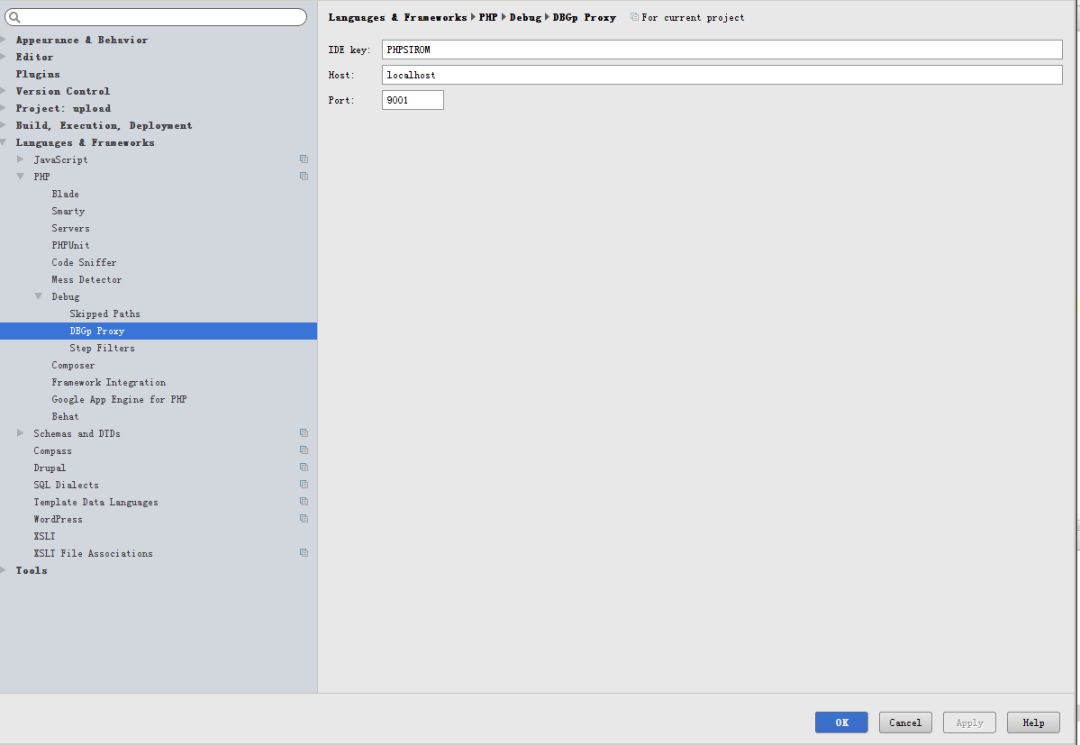 Appearance & Behavior
Editor
Plugins
Version Control
Project: upload
Build, Execution, Deployment
Languages & Frameworks
JavaScript
PHP
Blade
Smarty
Servers
PHPUnit
Code Sniffer
Mess Detector
Debug
Skipped Paths
DBGp Proxy
Step Filters
Composer
Framework Integration
Google App Engine for PHP
Behat
Schemas and DTDs
Compass
Drupal
SQL Dialects
Template Data Languages
WordPress
XSLT
XSLT File Associations
Tools
Languages & Frameworks PHP Debug DBGp Proxy For current project
IDE key: PHPSTROM
Host: localhost
Port: 9001
OK Cancel Apply Help